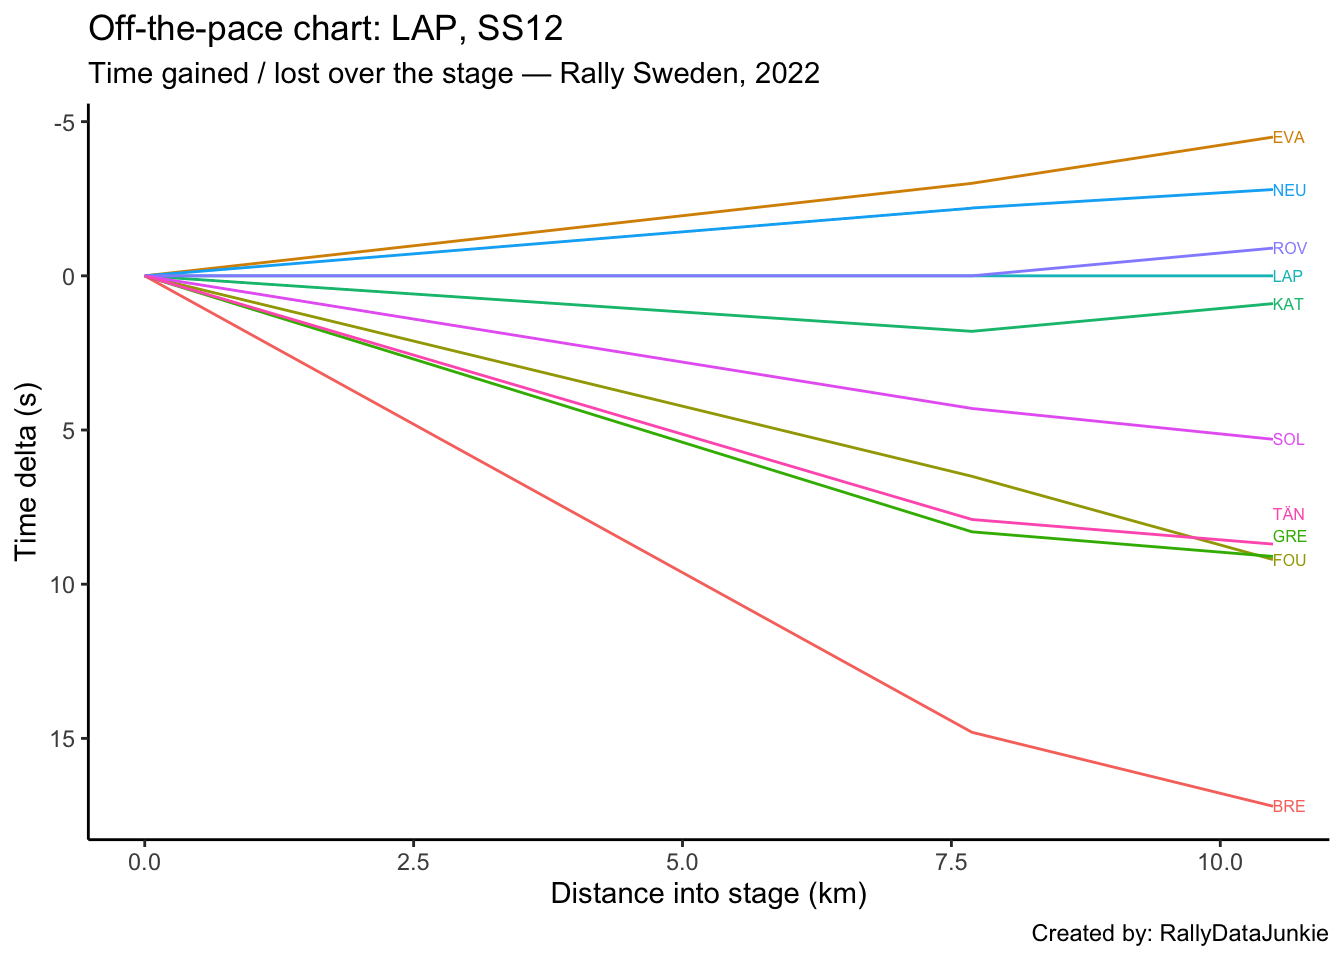 Off-the-pace chart: LAP, SS12
Time gained / lost over the stage — Rally Sweden, 2022
-5
0
5
10
15
Time delta (s)
EVA
NEU
ROV
LAP
KAT
SOL
TÄN
GRE
FOU
BRE
0.0 2.5 5.0 7.5 10.0
Distance into stage (km)
Created by: RallyDataJunkie